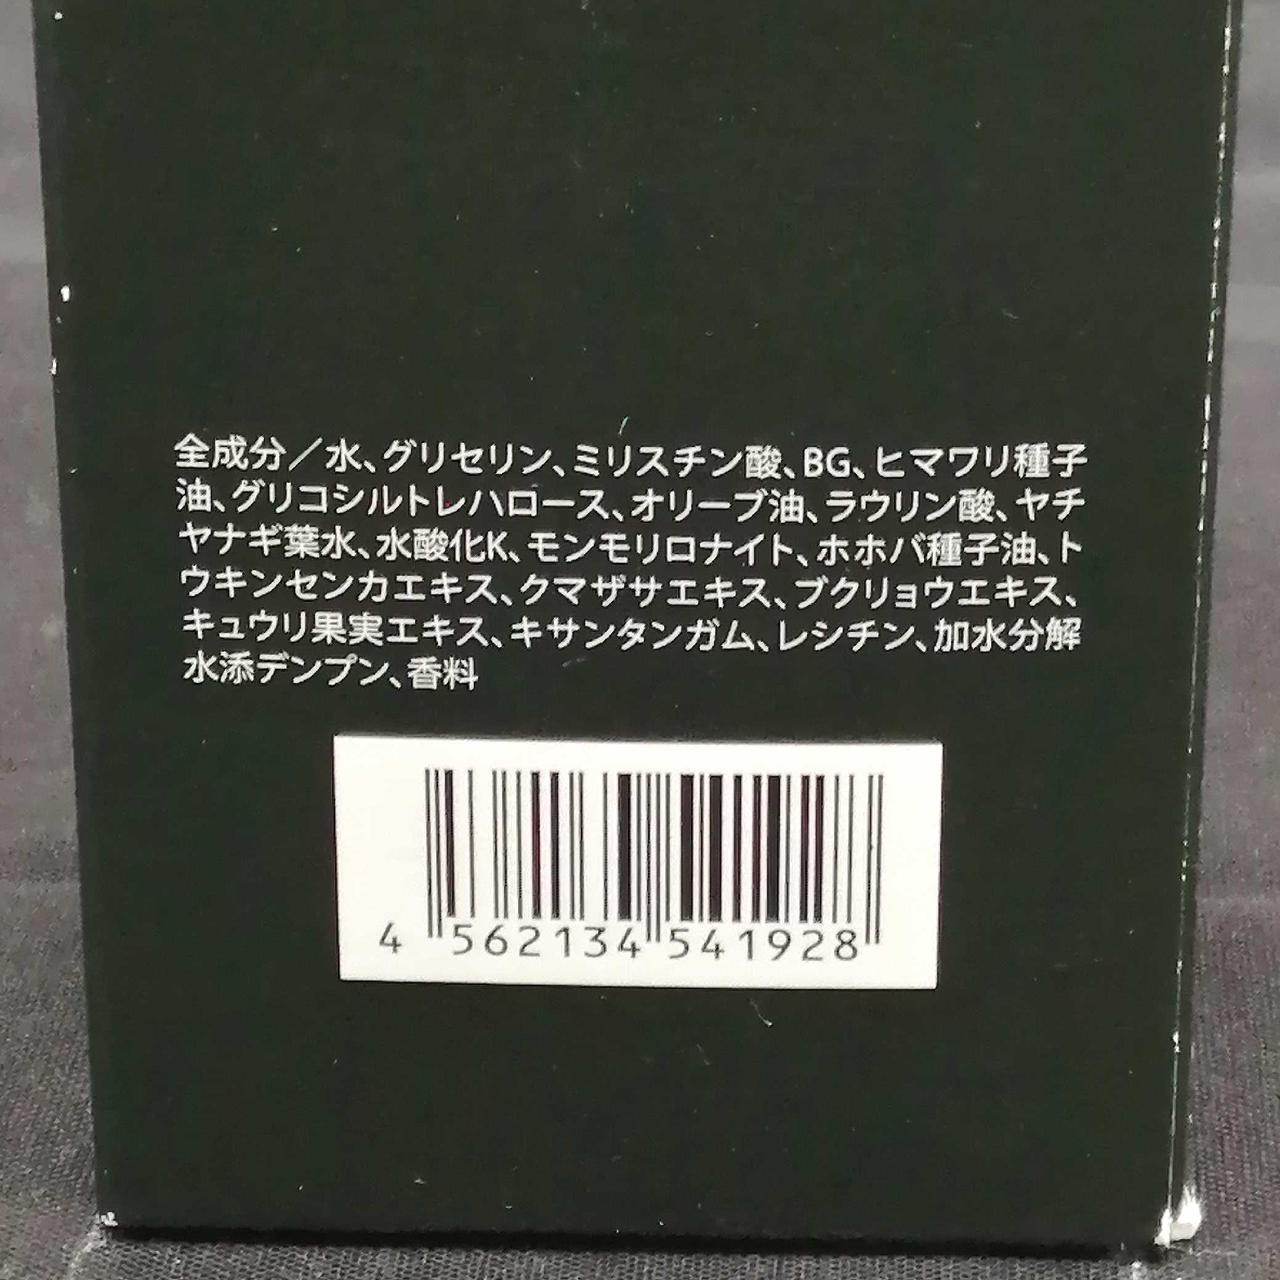 全成分／水、グリセリン、ミリスチン酸、BG、ヒマワリ種子
油、グリコシルトレハロース、オリーブ油、ラウリン酸、ヤチ
ヤナギ葉水、水酸化K、モンモリロナイト、ホホバ種子油、ト
ウキンセンカエキス、クマザサエキス、ブクリョウエキス、
キュウリ果実エキス、キサンタンガム、レシチン、加水分解
水添デンプン、香料
4 562134 541928